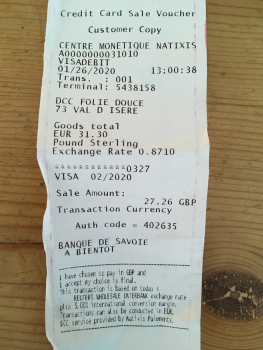 Credit Card Sale Voucher
Customer Copy
CENTRE MONETIQUE NATIXIS
A0000000031010
VISADEBIT
01/26/2020 13:00:38
Trans. : 001
Terminal: 5438158
DCC FOLIE DOUCE
73 VAL D ISERE
Goods total
EUR 31.30
Pound Sterling
Exchange Rate 0.8710
************0327
VISA 02/2020
Sale Amount:
27.26 GBP
Transaction Currency
Auth code = 402635
BANQUE DE SAVOIE
A BIENTOT
I have chosen to pay in GBP and
I accept my choice is final.
This transaction is based on today s
REUTERS WHOLESALE INTERBANK exchange rate
plus 3.00% international conversion margin.
Transactions can also be conducted in EUR.
DCC service provided by Natixis Paiements.